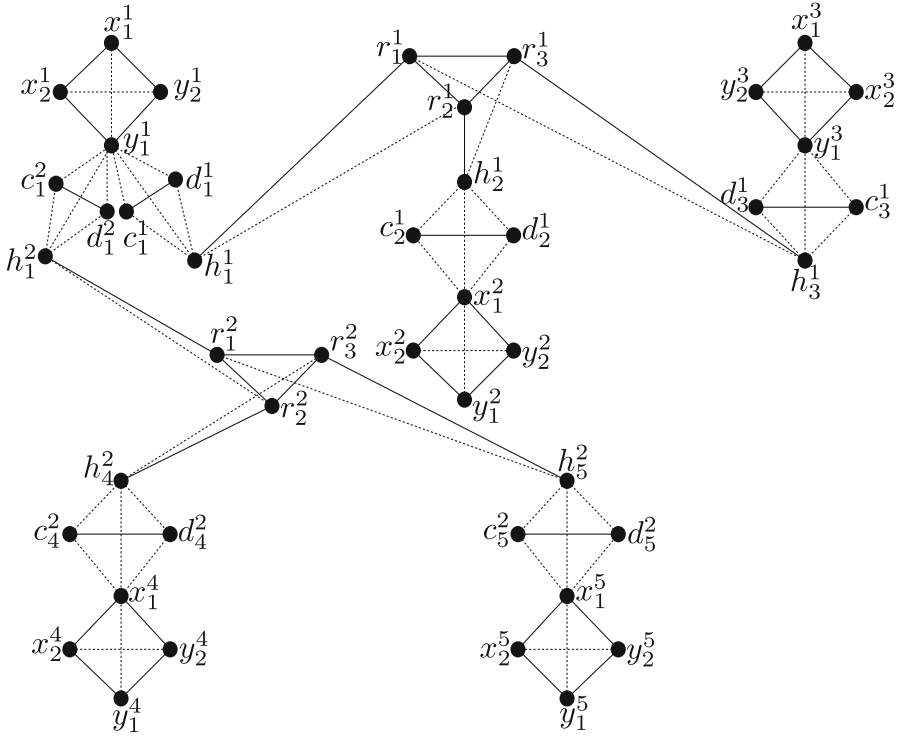 x_1^1
x_2^1
y_2^1
y_1^1
c_1^2
d_1^1
d_1^2
c_1^1
h_1^2
h_1^1
r_1^1
r_3^1
r_2^1
h_2^1
c_2^1
d_2^1
x_1^2
x_2^2
y_2^2
y_1^2
x_1^3
y_2^3
x_2^3
y_1^3
d_3^1
c_3^1
h_3^1
r_1^2
r_3^2
r_2^2
h_4^2
c_4^2
d_4^2
x_1^4
x_2^4
y_2^4
y_1^4
h_5^2
c_5^2
d_5^2
x_1^5
x_2^5
y_2^5
y_1^5